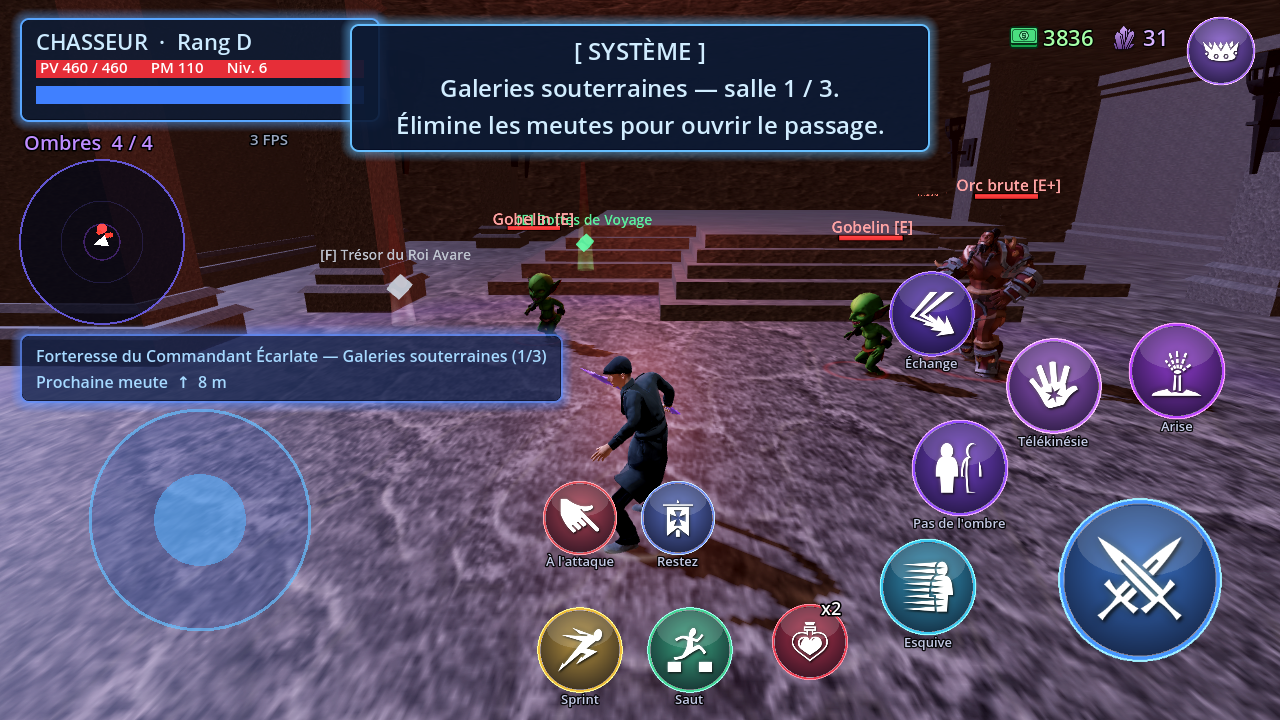 CHASSEUR · Rang D
PV 460 / 460 PM 110 Niv. 6
[ SYSTÈME ]
Galeries souterraines — salle 1 / 3.
Élimine les meutes pour ouvrir le passage.
3836
31
Ombres 4 / 4
3 FPS
Orc brute [E+]
Gobelin [E]
de Voyage
Gobelin [E]
[F] Trésor du Roi Avare
Forteresse du Commandant Écarlate — Galeries souterraines (1/3)
Prochaine meute ↑ 8 m
Échange
Télékinésie
Arise
Pas de l'ombre
À l'attaque
Restez
x2
Esquive
Sprint
Saut